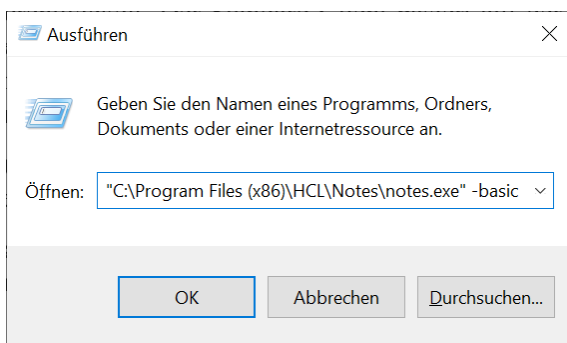 Ausführen
Geben Sie den Namen eines Programms, Ordners,
Dokuments oder einer Internetressource an.
Öffnen: "C:\Program Files (x86)\HCL\Notes\notes.exe" -basic
OK Abbrechen Durchsuchen...